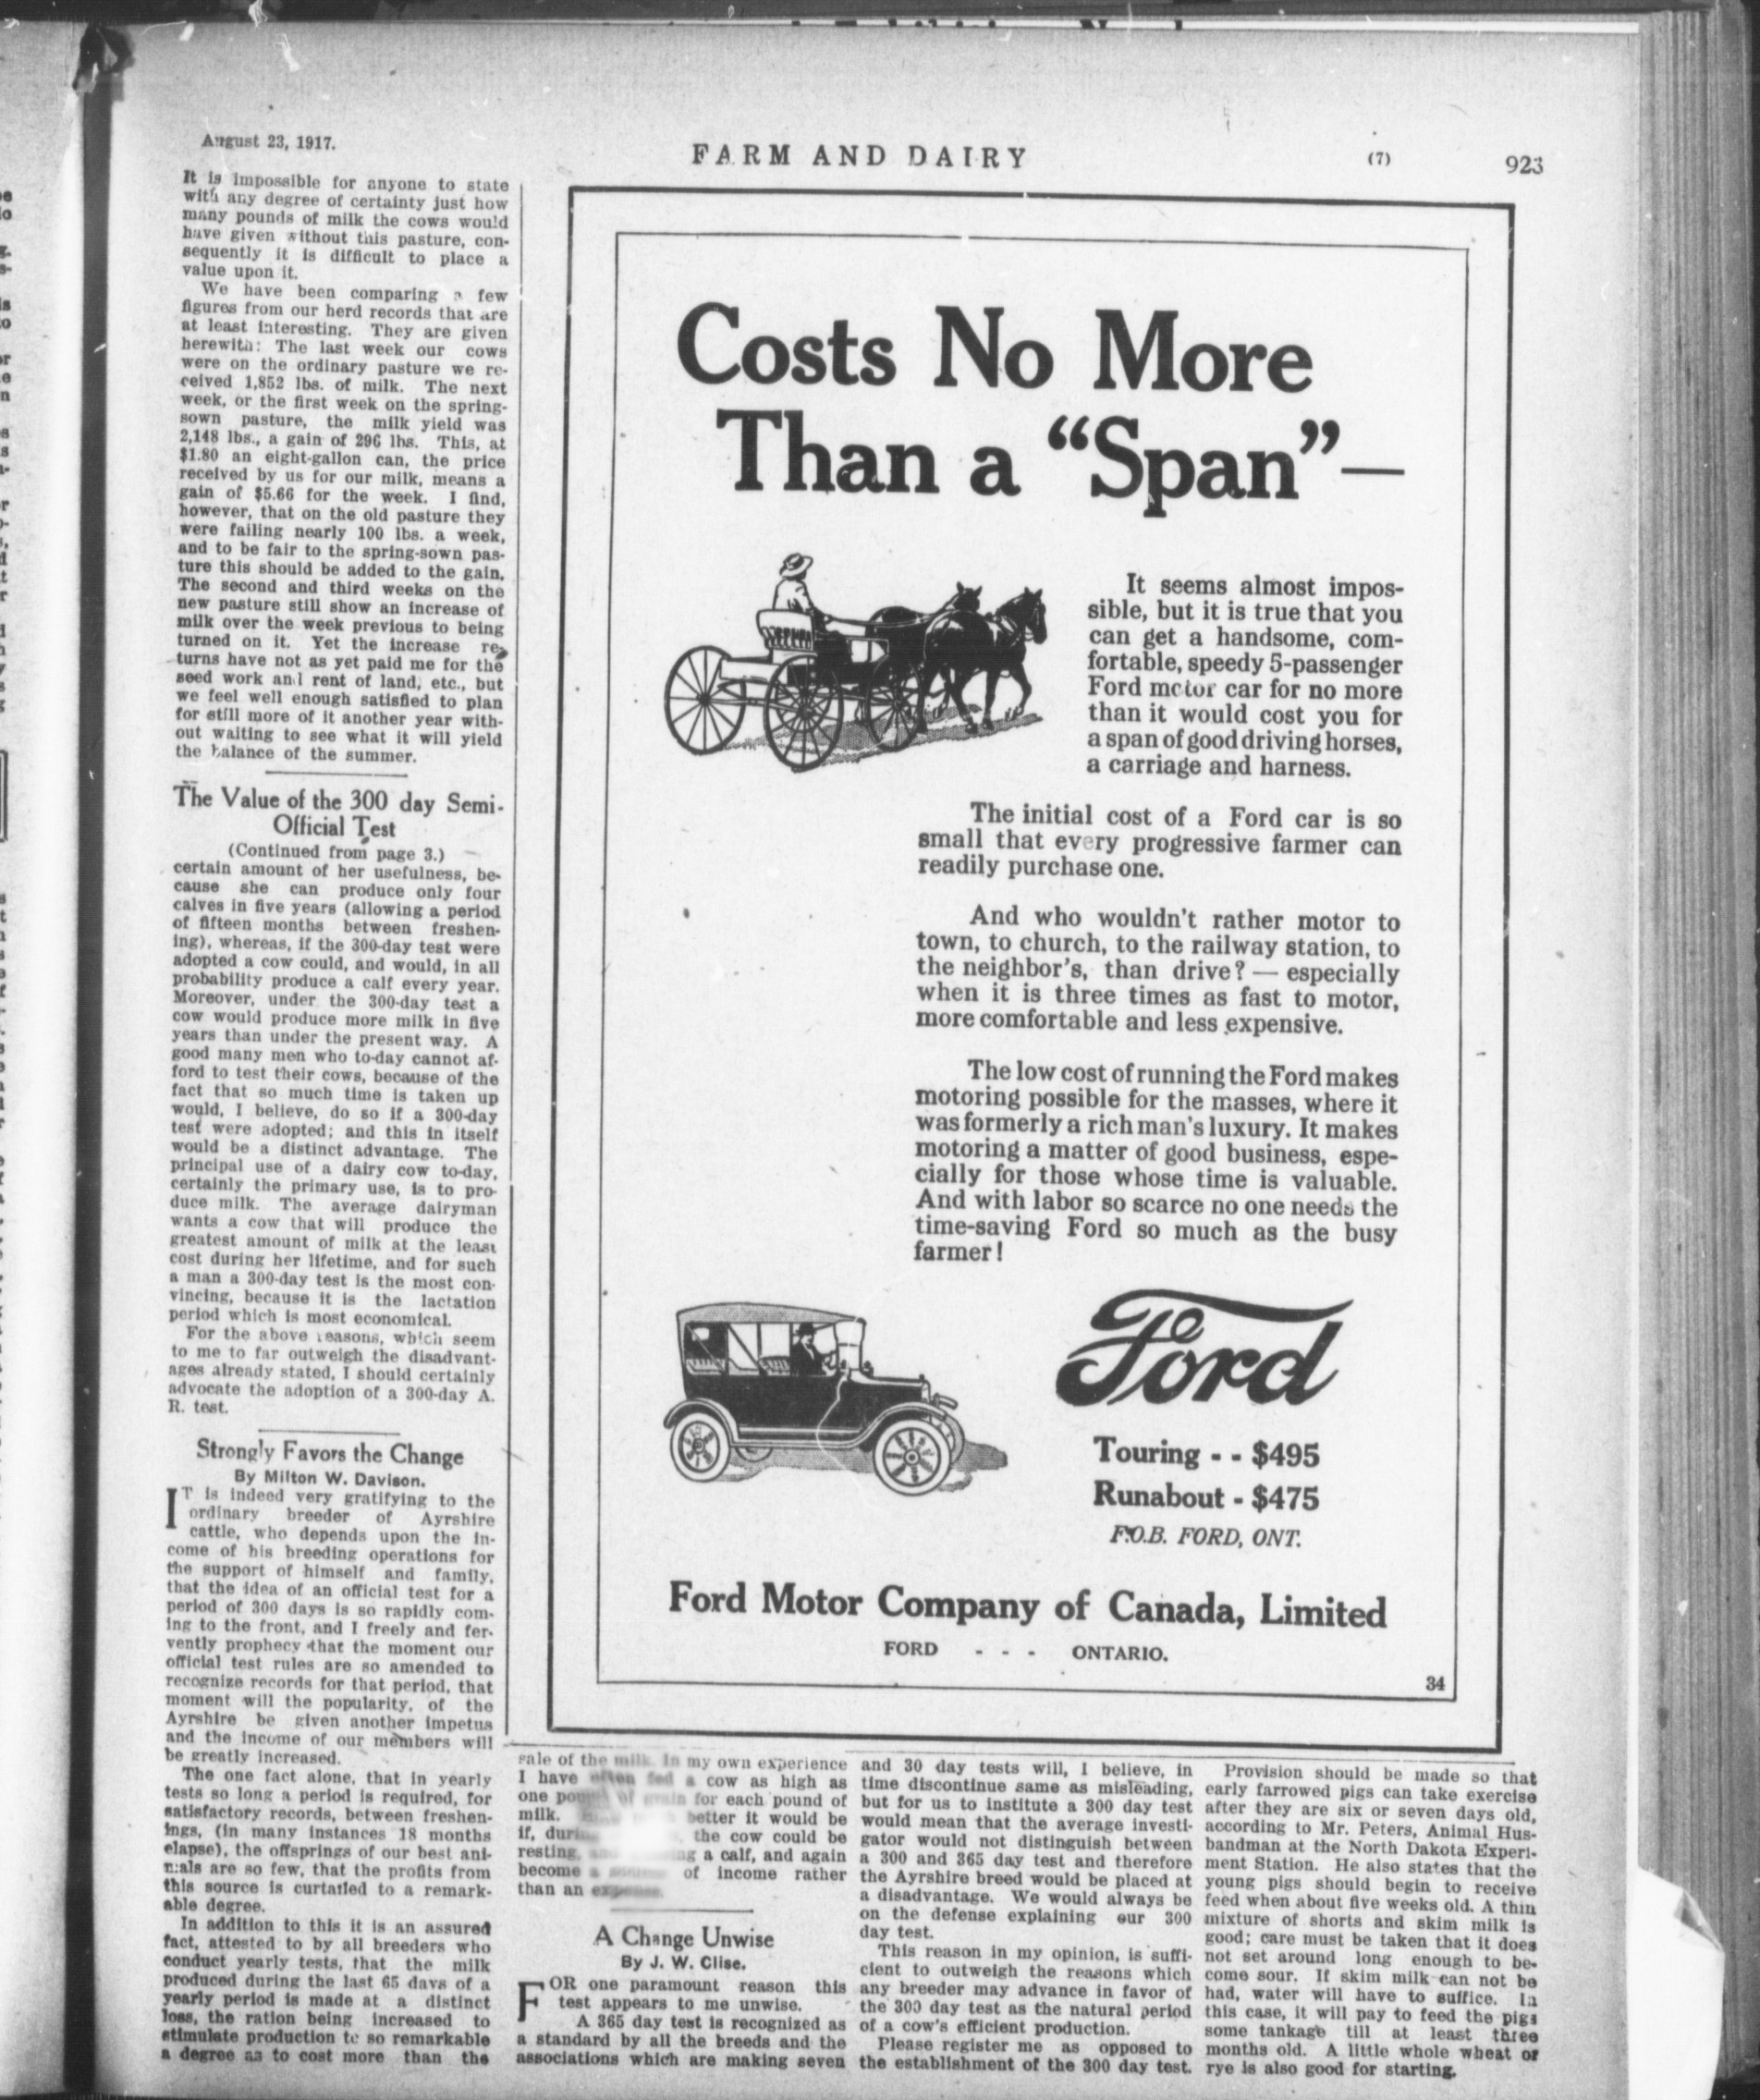 August 23, 1917.
FARM AND DAIRY
(7)
923
It is impossible for anyone to state
with any degree of certainty just how
many pounds of milk the cows would
have given without this pasture, con-
sequently it is difficult to place a
value upon it.
We have been comparing a few
figures from our herd records that are
at least interesting. They are given
herewith: The last week our cows
were on the ordinary pasture we re-
ceived 1,852 lbs. of milk. The next
week, or the first week on the spring-
sown pasture, the milk yield was
2,148 lbs., a gain of 296 lbs. This, at
$1.80 an eight-gallon can, the price
received by us for our milk, means a
gain of $5.66 for the week. I find,
however, that on the old pasture they
were failing nearly 100 lbs. a week,
and to be fair to the spring-sown pas-
ture this should be added to the gain.
The second and third weeks on the
new pasture still show an increase of
milk over the week previous to being
turned on it. Yet the increase re-
turns have not as yet paid me for the
seed work and rent of land, etc., but
we feel well enough satisfied to plan
for still more of it another year with-
out waiting to see what it will yield
the balance of the summer.
The Value of the 300 day Semi-
Official Test
(Continued from page 3.)
certain amount of her usefulness, be-
cause she can produce only four
calves in five years (allowing a period
of fifteen months between freshen-
ing), whereas, if the 300-day test were
adopted a cow could, and would, in all
probability produce a calf every year.
Moreover, under the 300-day test a
cow would produce more milk in five
years than under the present way. A
good many men who to-day cannot af-
ford to test their cows, because of the
fact that so much time is taken up
would, I believe, do so if a 300-day
test were adopted; and this in itself
would be a distinct advantage. The
principal use of a dairy cow to-day,
certainly the primary use, is to pro-
duce milk. The average dairyman
wants a cow that will produce the
greatest amount of milk at the least
cost during her lifetime, and for such
a man a 300-day test is the most con-
vincing, because it is the lactation
period which is most economical.
For the above reasons, which seem
to me to far outweigh the disadvant-
ages already stated, I should certainly
advocate the adoption of a 300-day A.
R. test.
Strongly Favors the Change
By Milton W. Davison.
IT is indeed very gratifying to the
ordinary breeder of Ayrshire
cattle, who depends upon the in-
come of his breeding operations for
the support of himself and family,
that the idea of an official test for a
period of 300 days is so rapidly com-
ing to the front, and I freely and fer-
vently prophecy that the moment our
official test rules are so amended to
recognize records for that period, that
moment will the popularity, of the
Ayrshire be given another impetus
and the income of our members will
be greatly increased.
The one fact alone, that in yearly
tests so long a period is required, for
satisfactory records, between freshen-
ings, (in many instances 18 months
elapse), the offsprings of our best ani-
mals are so few, that the profits from
this source is curtailed to a remark-
able degree.
In addition to this it is an assured
fact, attested to by all breeders who
conduct yearly tests, that the milk
produced during the last 65 days of a
yearly period is made at a distinct
loss, the ration being increased to
stimulate production to so remarkable
a degree as to cost more than the
Costs No More
Than a "Span"—
It seems almost impos-
sible, but it is true that you
can get a handsome, com-
fortable, speedy 5-passenger
Ford motor car for no more
than it would cost you for
a span of good driving horses,
a carriage and harness.
The initial cost of a Ford car is so
small that every progressive farmer can
readily purchase one.
And who wouldn't rather motor to
town, to church, to the railway station, to
the neighbor's, than drive? — especially
when it is three times as fast to motor,
more comfortable and less expensive.
The low cost of running the Ford makes
motoring possible for the masses, where it
was formerly a rich man's luxury. It makes
motoring a matter of good business, espe-
cially for those whose time is valuable.
And with labor so scarce no one needs the
time-saving Ford so much as the busy
farmer!
Ford
Touring - - $495
Runabout - $475
F.O.B. FORD, ONT.
Ford Motor Company of Canada, Limited
FORD - - - ONTARIO.
34
sale of the milk. In my own experience
I have often fed a cow as high as
one pound of grain for each pound of
milk. better it would be
if, the cow could be
resting, a calf, and again
become a of income rather
than an expense.
A Change Unwise
By J. W. Clise.
FOR one paramount reason this
test appears to me unwise.
A 365 day test is recognized as
a standard by all the breeds and the
associations which are making seven
and 30 day tests will, I believe, in
time discontinue same as misleading,
but for us to institute a 300 day test
would mean that the average investi-
gator would not distinguish between
a 300 and 365 day test and therefore
the Ayrshire breed would be placed at
a disadvantage. We would always be
on the defense explaining our 300
day test.
This reason in my opinion, is suffi-
cient to outweigh the reasons which
any breeder may advance in favor of
the 300 day test as the natural period
of a cow's efficient production.
Please register me as opposed to
the establishment of the 300 day test.
Provision should be made so that
early farrowed pigs can take exercise
after they are six or seven days old,
according to Mr. Peters, Animal Hus-
bandman at the North Dakota Experi-
ment Station. He also states that the
young pigs should begin to receive
feed when about five weeks old. A thin
mixture of shorts and skim milk is
good; care must be taken that it does
not set around long enough to be-
come sour. If skim milk can not be
had, water will have to suffice. In
this case, it will pay to feed the pigs
some tankage till at least three
months old. A little whole wheat or
rye is also good for starting.